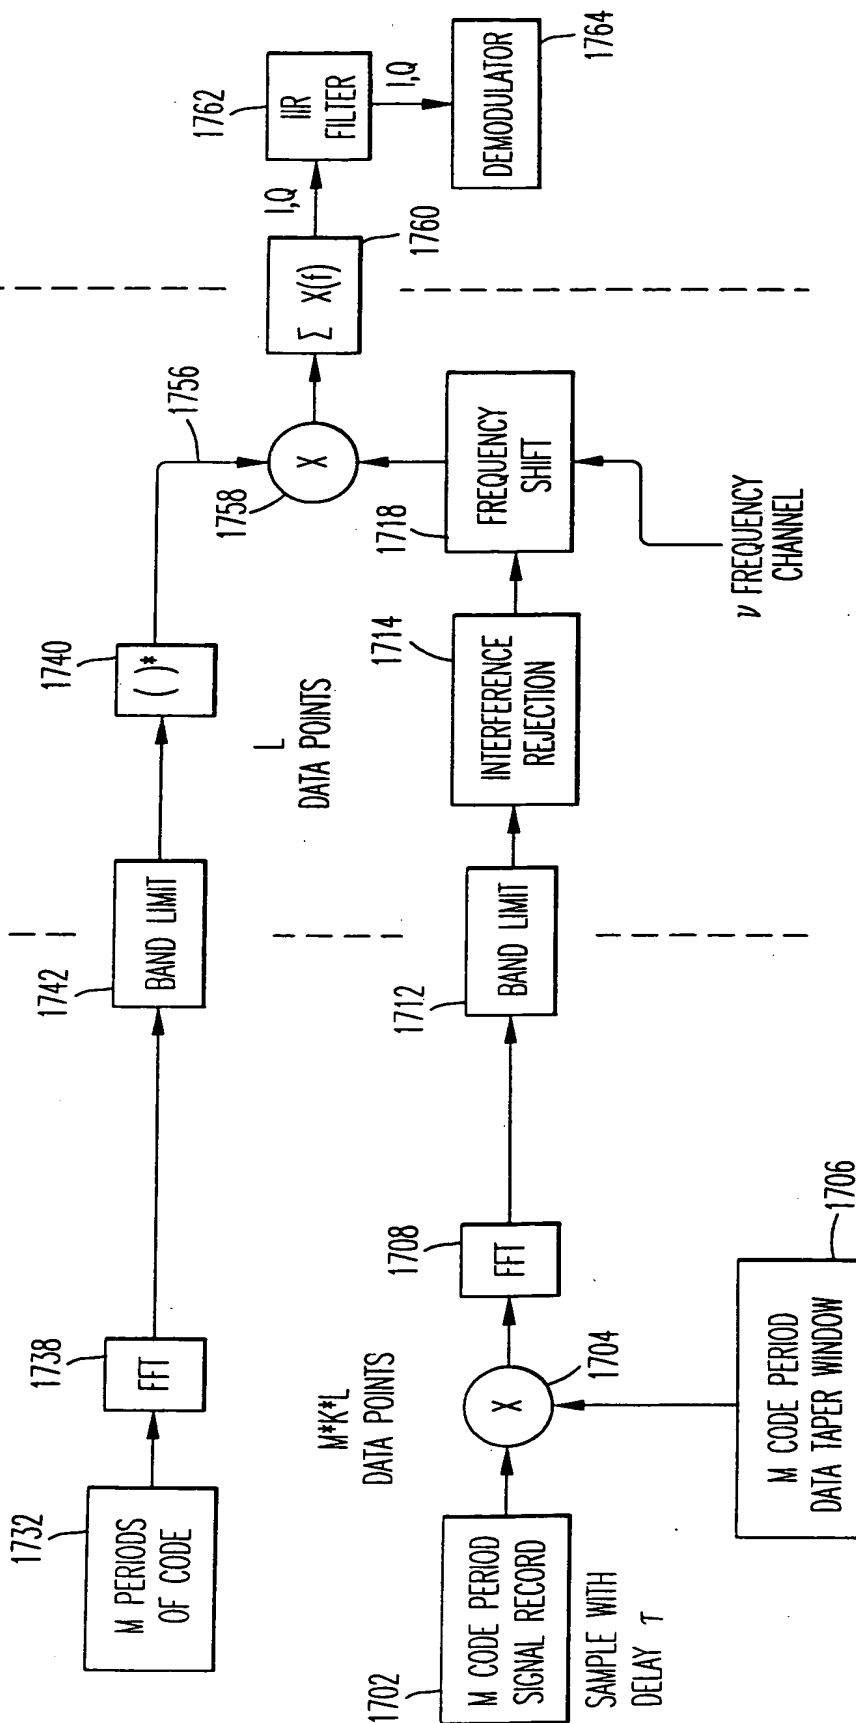 1732
M PERIODS
OF CODE
1738
FFT
1742
BAND LIMIT
1740
( )*
1756
M*K*L
DATA POINTS
L
DATA POINTS
1758
X
Σ X(f)
1760
I,Q
1762
IIR
FILTER
I,Q
DEMODULATOR
1764
1702
M CODE PERIOD
SIGNAL RECORD
SAMPLE WITH
DELAY τ
X
1704
1708
FFT
1712
BAND LIMIT
1714
INTERFERENCE
REJECTION
1718
FREQUENCY
SHIFT
ν FREQUENCY
CHANNEL
M CODE PERIOD
DATA TAPER WINDOW
1706